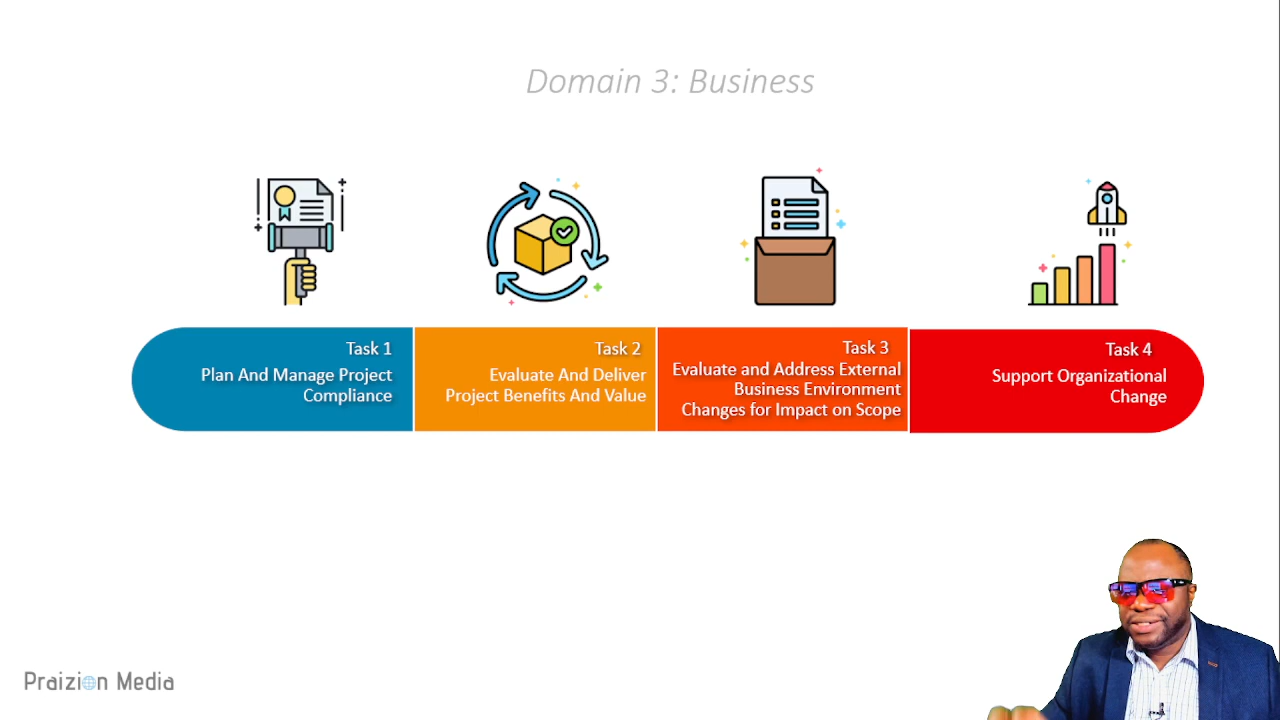 Domain 3: Business
Task 1
Plan And Manage Project
Compliance
Task 2
Evaluate And Deliver
Project Benefits And Value
Task 3
Evaluate and Address External
Business Environment
Changes for Impact on Scope
Task 4
Support Organizational
Change
Praizion Media